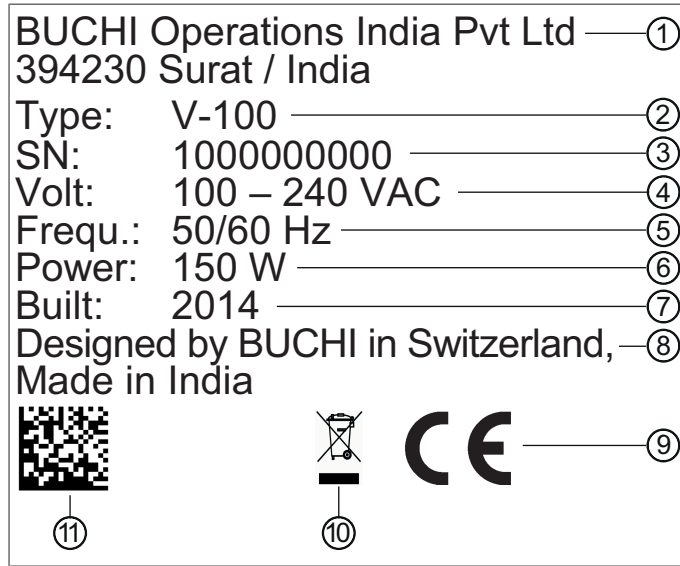 BUCHI Operations India Pvt Ltd ①
394230 Surat / India
Type: V-100 ②
SN: 1000000000 ③
Volt: 100 – 240 VAC ④
Frequ.: 50/60 Hz ⑤
Power: 150 W ⑥
Built: 2014 ⑦
Designed by BUCHI in Switzerland, ⑧
Made in India
CE ⑨
⑪ ⑩